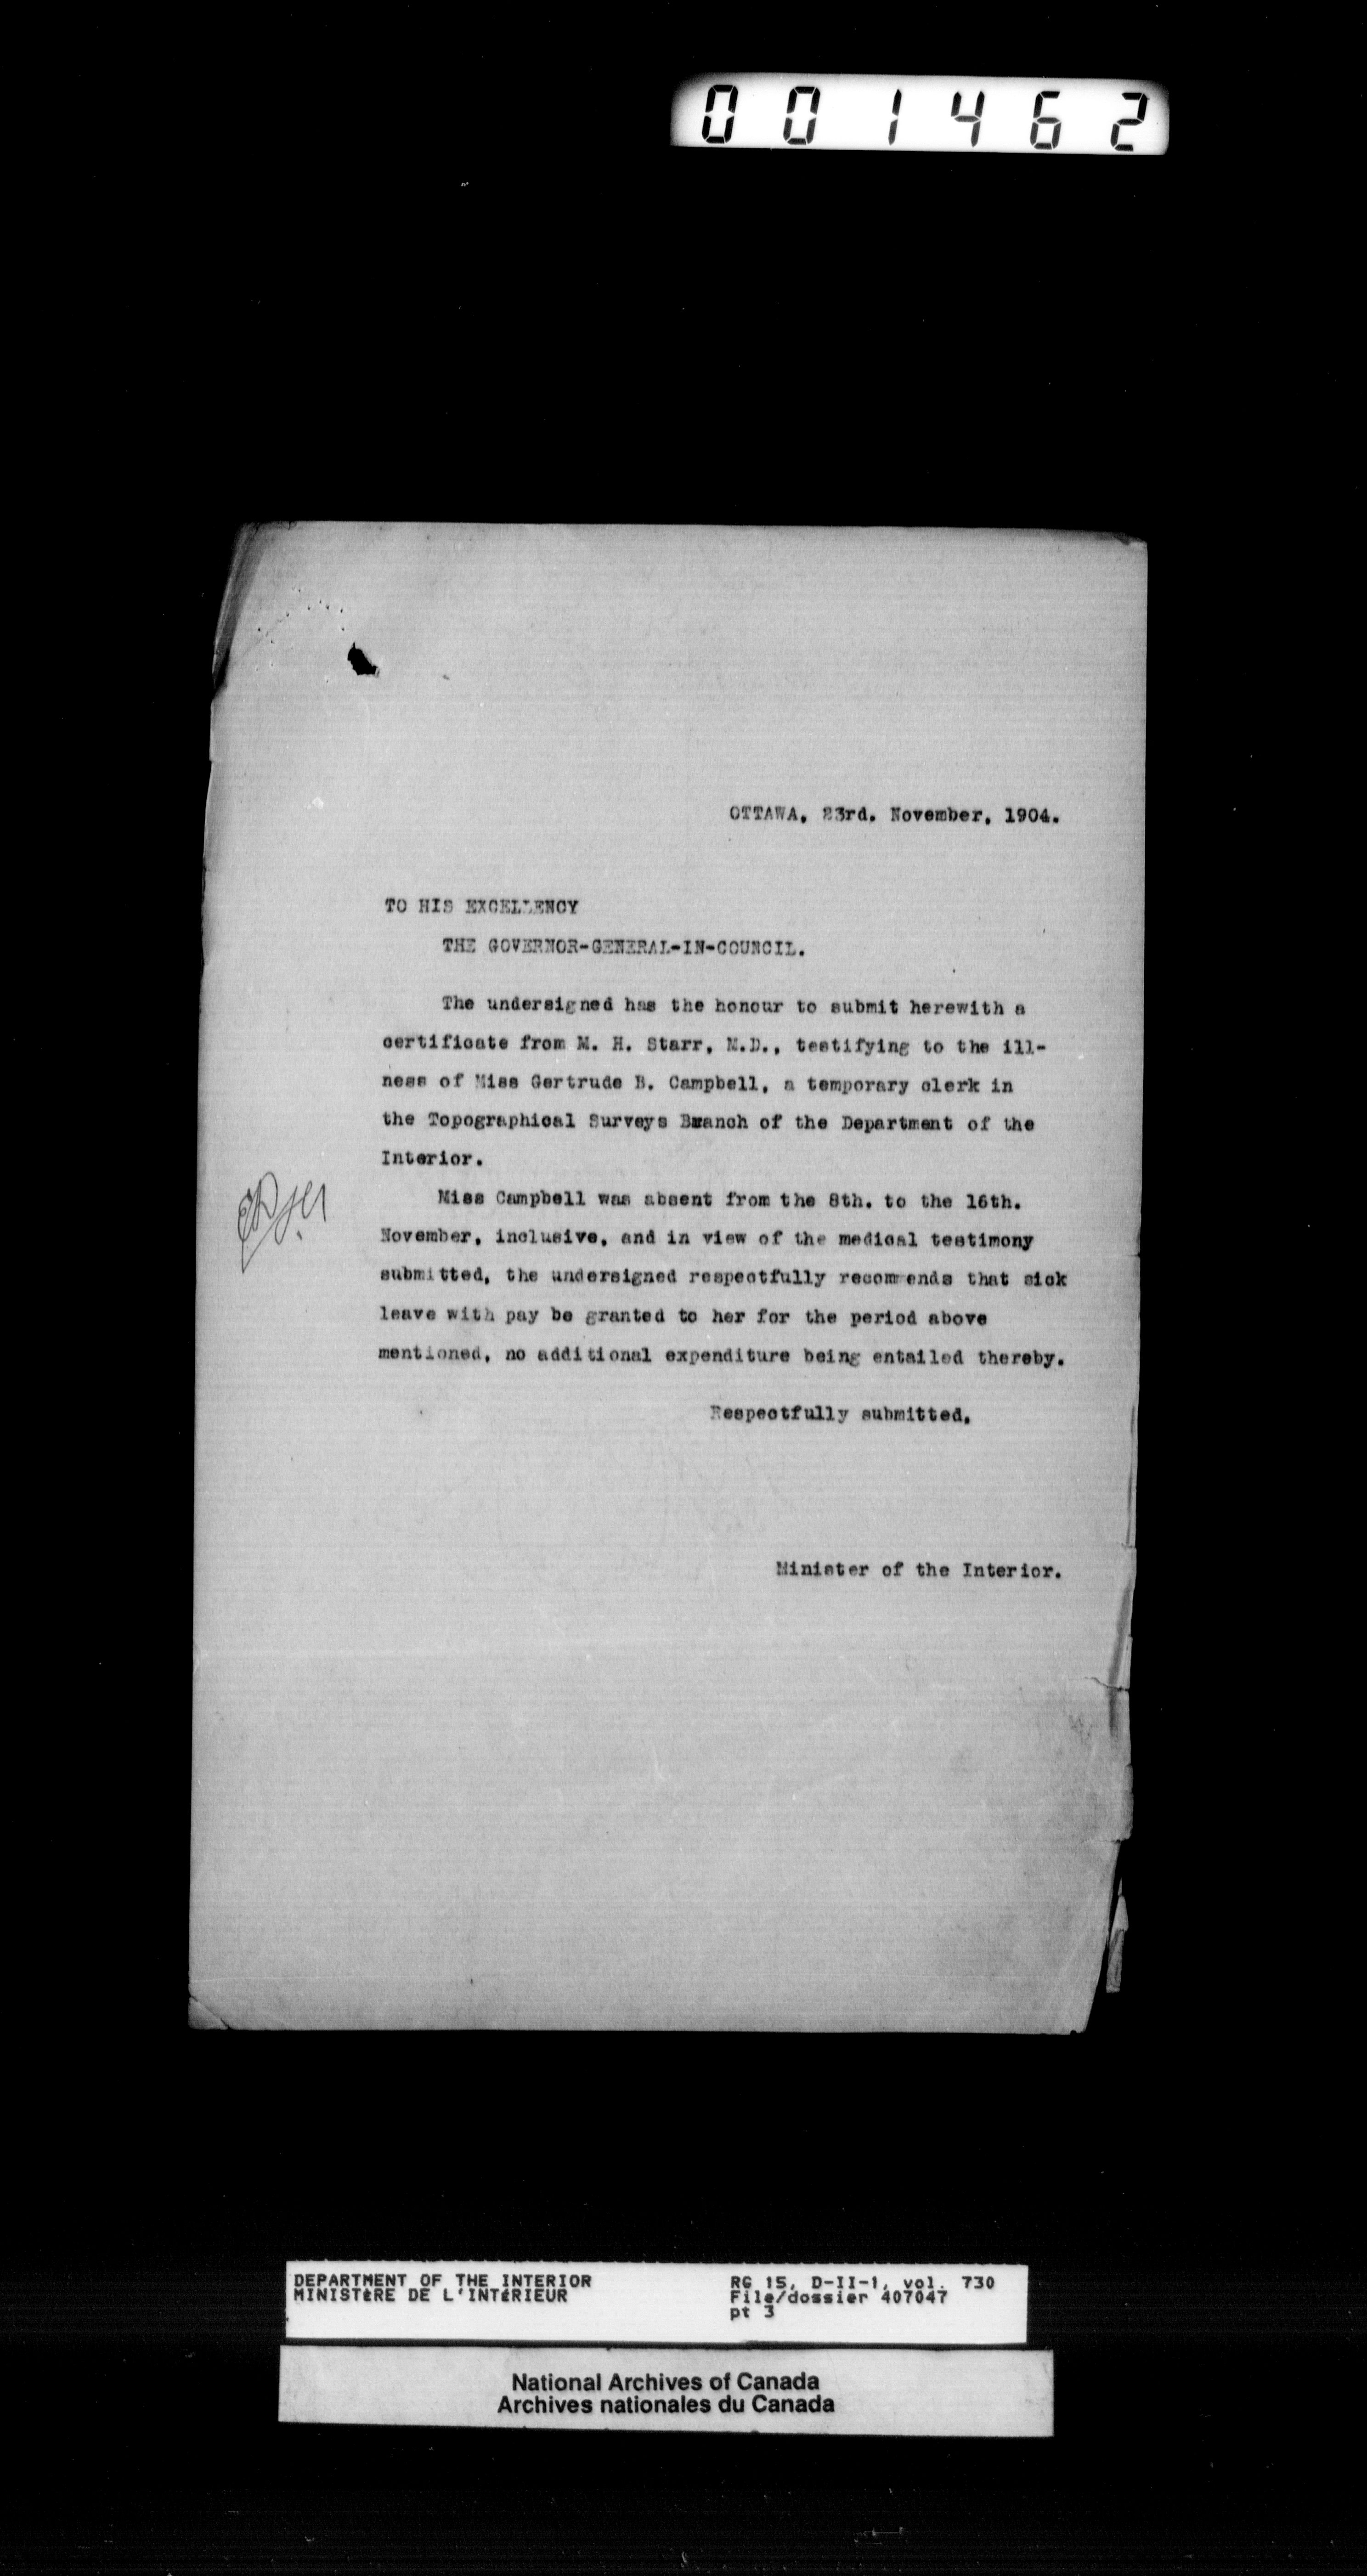 001462
OTTAWA, 23rd. November, 1904.
TO HIS EXCELLENCY
THE GOVERNOR-GENERAL-IN-COUNCIL.
The undersigned has the honour to submit herewith a
certificate from M. H. Starr, M.D., testifying to the ill-
ness of Miss Gertrude B. Campbell, a temporary clerk in
the Topographical Surveys Branch of the Department of the
Interior.
Miss Campbell was absent from the 8th. to the 16th.
November, inclusive, and in view of the medical testimony
submitted, the undersigned respectfully recommends that sick
leave with pay be granted to her for the period above
mentioned, no additional expenditure being entailed thereby.
Respectfully submitted,
Minister of the Interior.
DEPARTMENT OF THE INTERIOR
MINISTÈRE DE L'INTÉRIEUR
RG 15, D-II-1, vol. 730
File/dossier 407047
pt 3
National Archives of Canada
Archives nationales du Canada